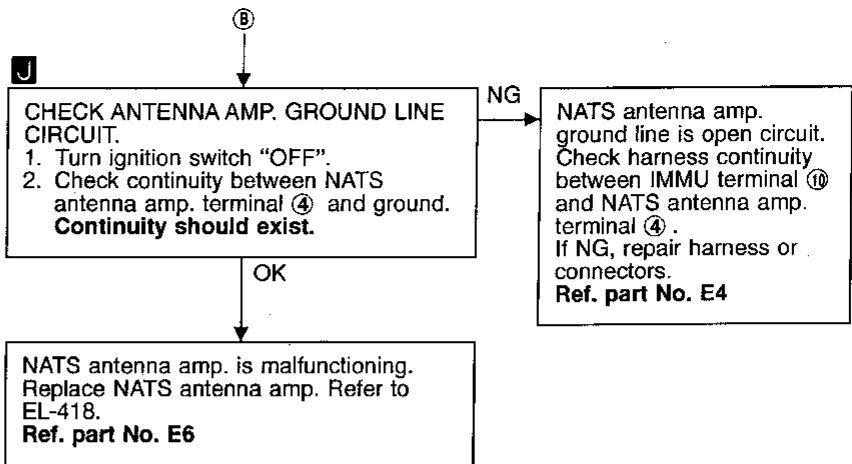 Ⓑ
J
CHECK ANTENNA AMP. GROUND LINE
CIRCUIT.
1. Turn ignition switch “OFF”.
2. Check continuity between NATS
antenna amp. terminal ④ and ground.
Continuity should exist.
NG
NATS antenna amp.
ground line is open circuit.
Check harness continuity
between IMMU terminal ⑩
and NATS antenna amp.
terminal ④ .
If NG, repair harness or
connectors.
Ref. part No. E4
OK
NATS antenna amp. is malfunctioning.
Replace NATS antenna amp. Refer to
EL-418.
Ref. part No. E6